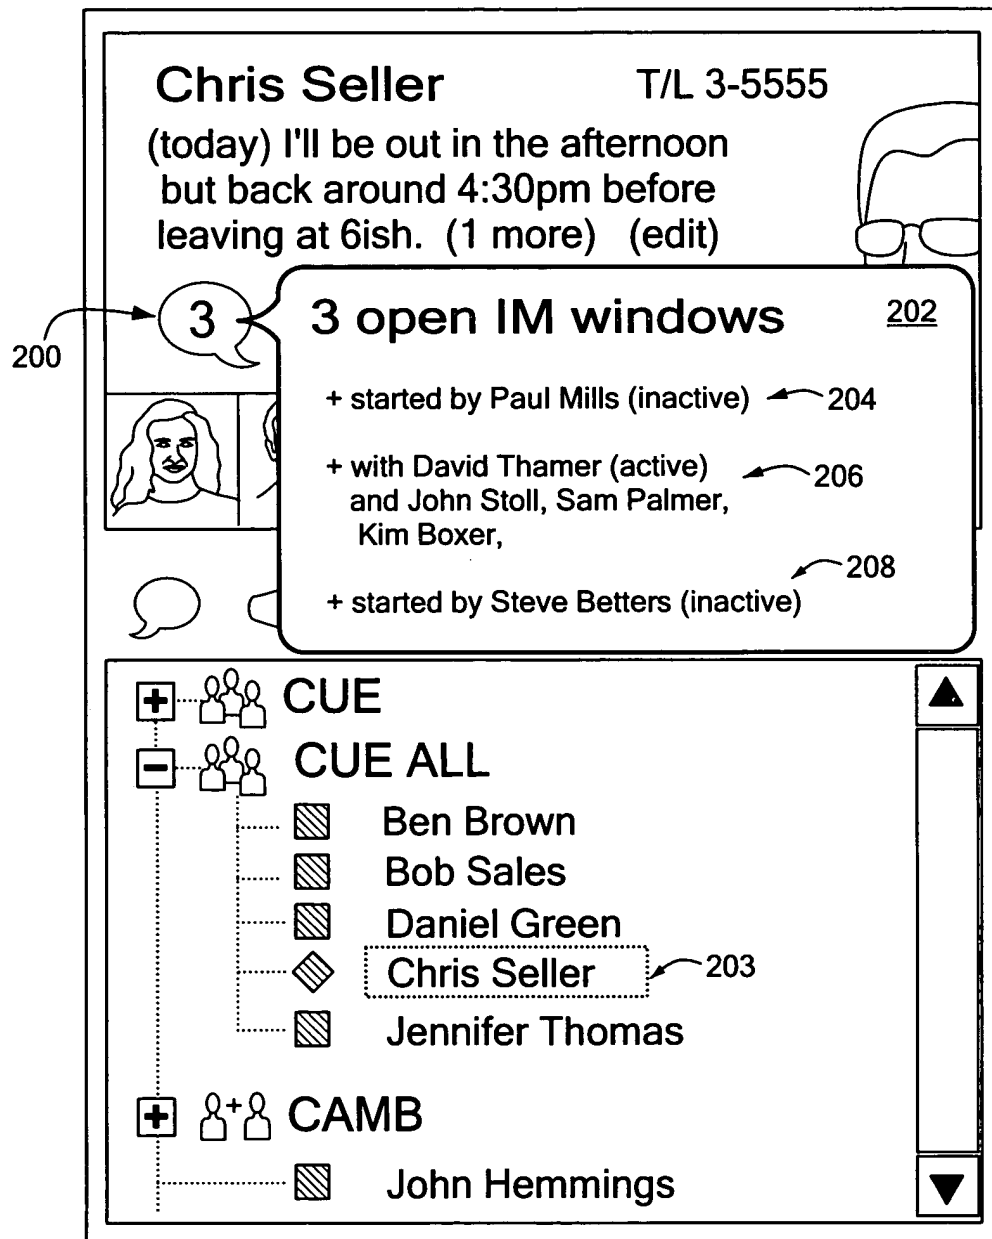 Chris Seller T/L 3-5555
(today) I'll be out in the afternoon
but back around 4:30pm before
leaving at 6ish. (1 more) (edit)
200
3
3 open IM windows 202
+ started by Paul Mills (inactive) 204
+ with David Thamer (active) 206
and John Stoll, Sam Palmer,
Kim Boxer,
208
+ started by Steve Betters (inactive)
+ CUE
− CUE ALL
Ben Brown
Bob Sales
Daniel Green
Chris Seller 203
Jennifer Thomas
+ + CAMB
John Hemmings